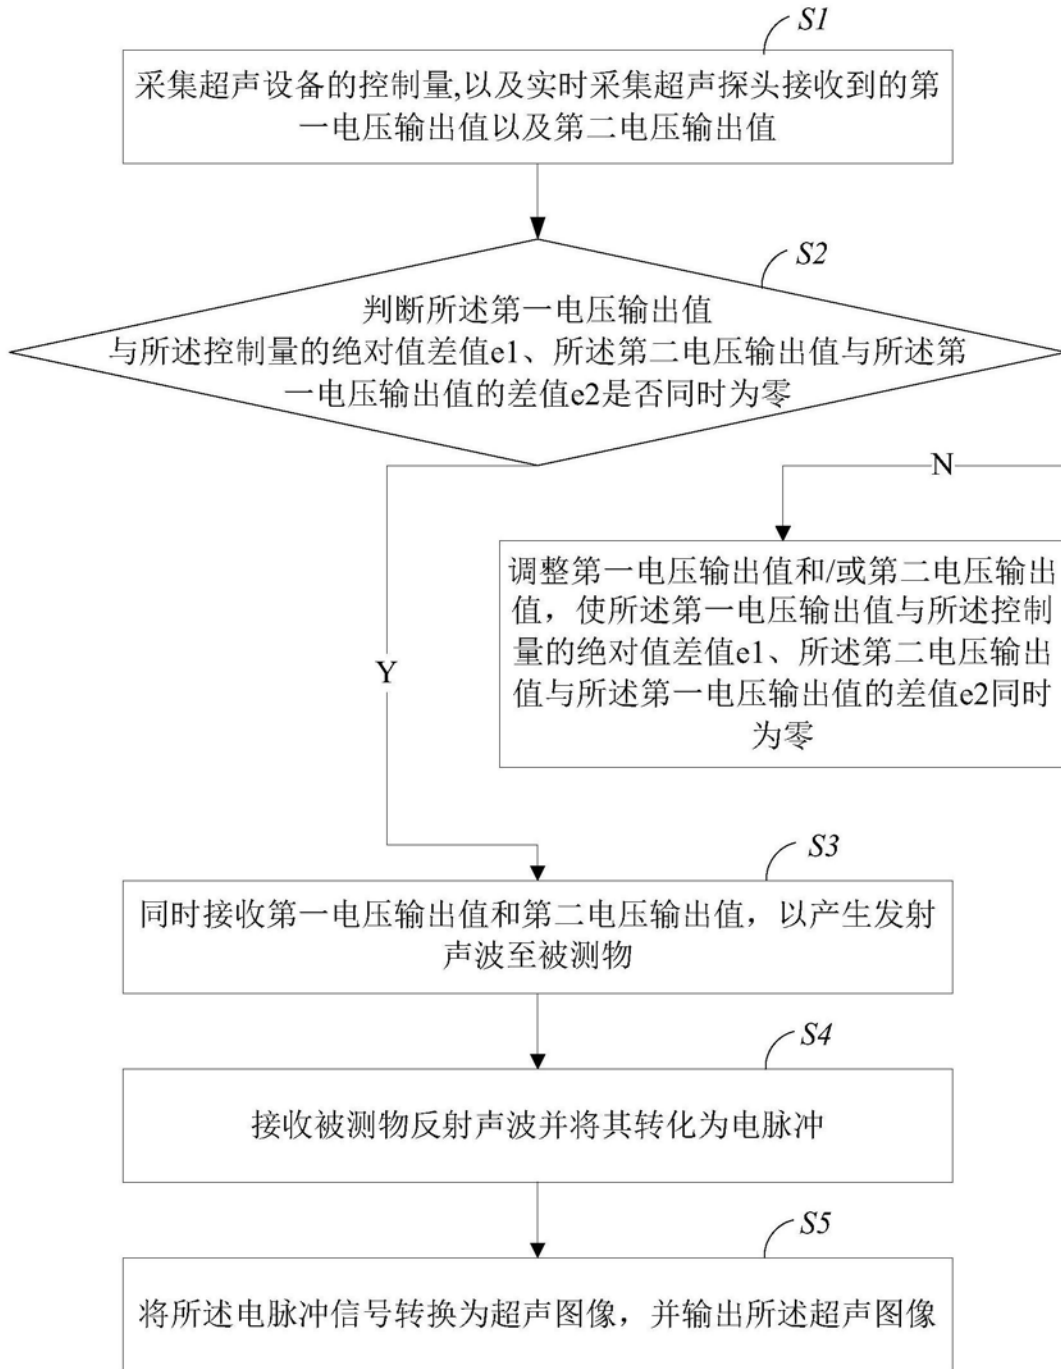 S1
采集超声设备的控制量,以及实时采集超声探头接收到的第
一电压输出值以及第二电压输出值
S2
判断所述第一电压输出值
与所述控制量的绝对值差值e1、所述第二电压输出值与所述第
一电压输出值的差值e2是否同时为零
N
调整第一电压输出值和/或第二电压输出
值，使所述第一电压输出值与所述控制
量的绝对值差值e1、所述第二电压输出
值与所述第一电压输出值的差值e2同时
为零
Y
S3
同时接收第一电压输出值和第二电压输出值，以产生发射
声波至被测物
S4
接收被测物反射声波并将其转化为电脉冲
S5
将所述电脉冲信号转换为超声图像，并输出所述超声图像